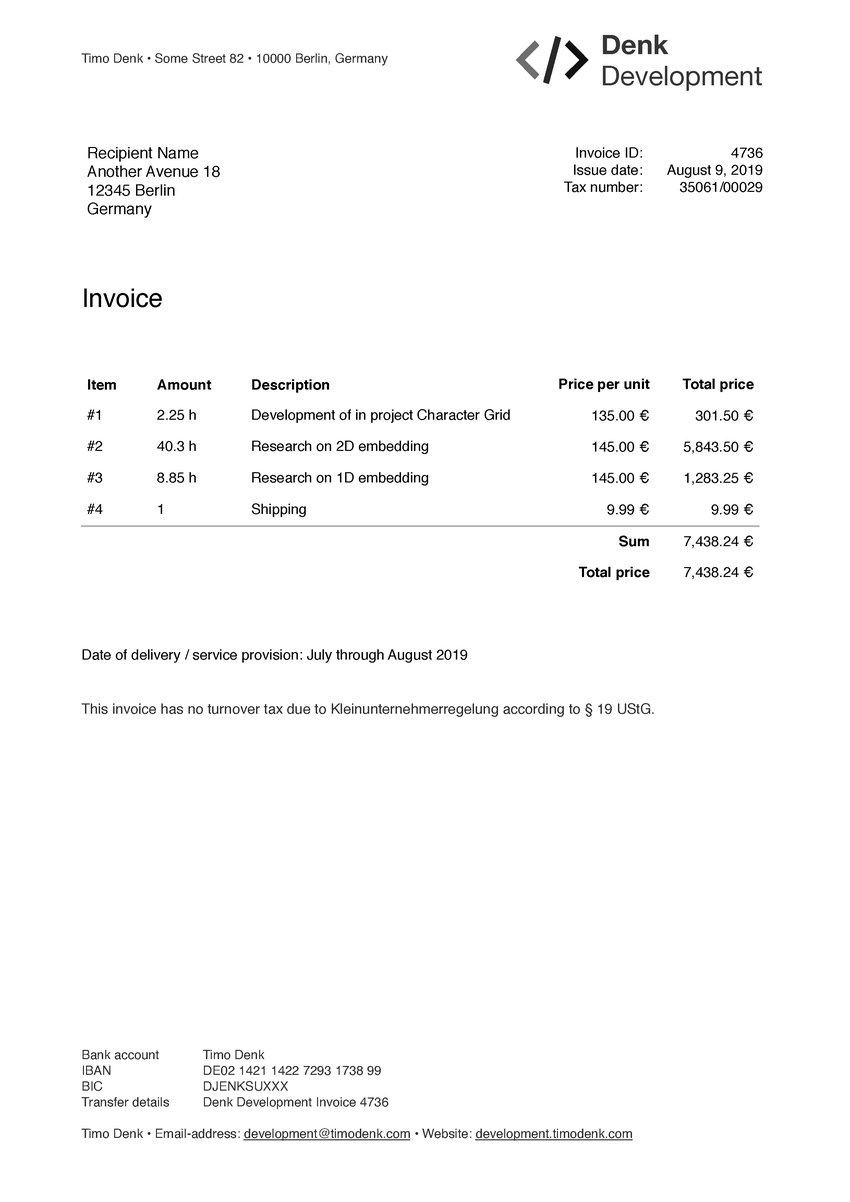 Timo Denk • Some Street 82 • 10000 Berlin, Germany
Denk
Development
Recipient Name
Another Avenue 18
12345 Berlin
Germany
Invoice ID: 4736
Issue date: August 9, 2019
Tax number: 35061/00029
Invoice
Item Amount Description Price per unit Total price
#1 2.25 h Development of in project Character Grid 135.00 € 301.50 €
#2 40.3 h Research on 2D embedding 145.00 € 5,843.50 €
#3 8.85 h Research on 1D embedding 145.00 € 1,283.25 €
#4 1 Shipping 9.99 € 9.99 €
Sum 7,438.24 €
Total price 7,438.24 €
Date of delivery / service provision: July through August 2019
This invoice has no turnover tax due to Kleinunternehmerregelung according to § 19 UStG.
Bank account Timo Denk
IBAN DE02 1421 1422 7293 1738 99
BIC DJENKSUXXX
Transfer details Denk Development Invoice 4736
Timo Denk • Email-address: development@timodenk.com • Website: development.timodenk.com